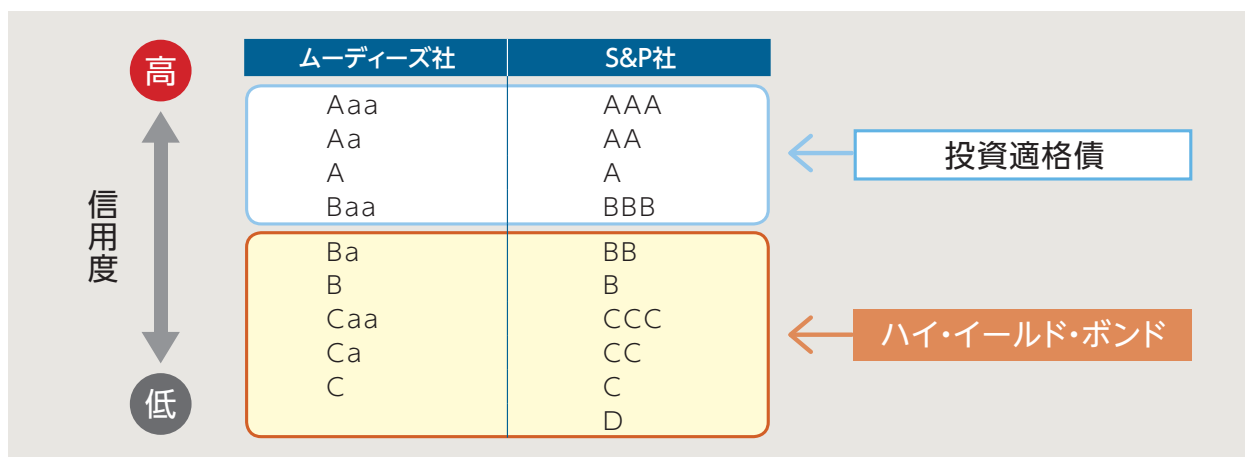 高
信用度
低
ムーディーズ社 S&P社
Aaa AAA
Aa AA
A A
Baa BBB
投資適格債
Ba BB
B B
Caa CCC
Ca CC
C C
D
ハイ・イールド・ボンド